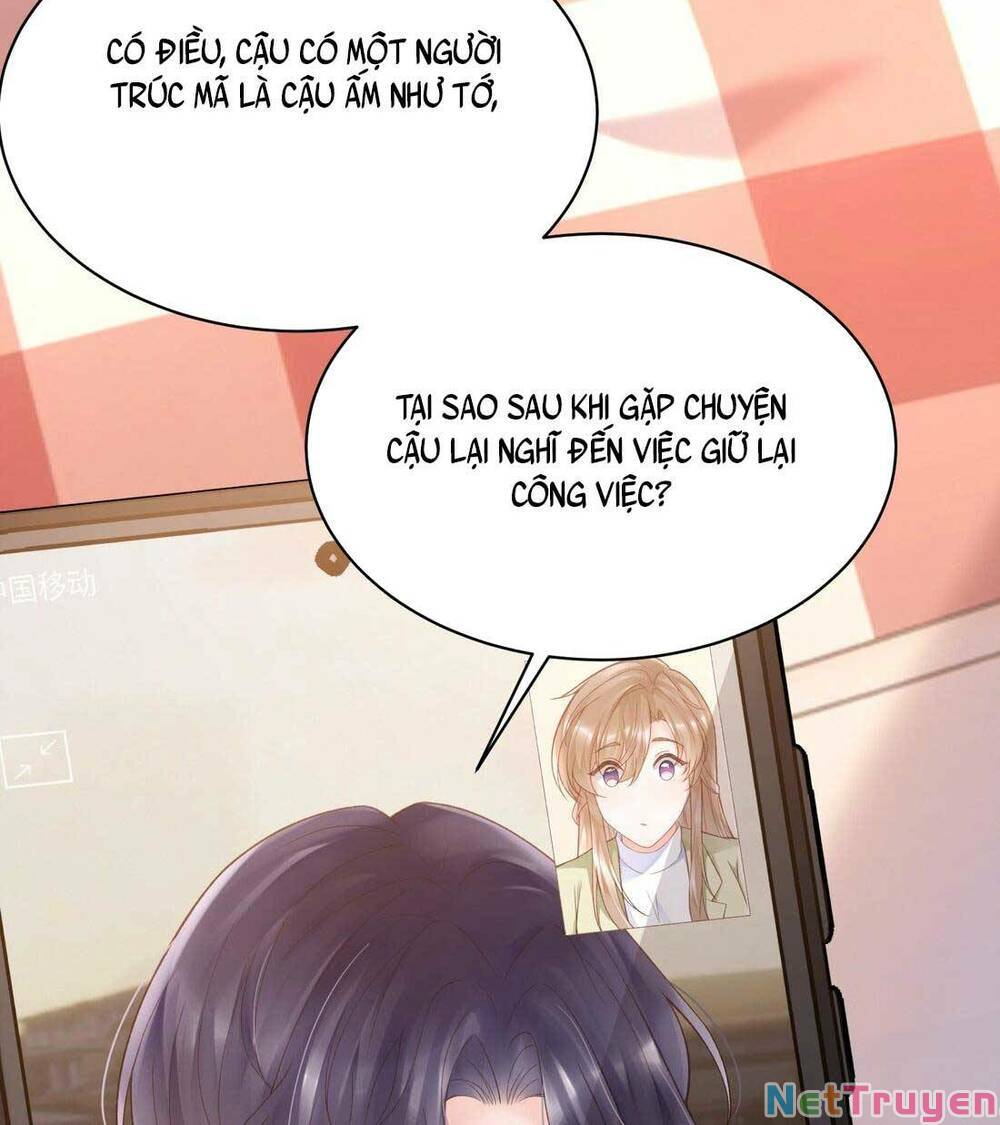 CÓ ĐIỀU, CẬU CÓ MỘT NGƯỜI
TRÚC MÃ LÀ CẬU ẤM NHƯ TỚ,
TẠI SAO SAU KHI GẶP CHUYỆN
CẬU LẠI NGHĨ ĐẾN VIỆC GIỮ LẠI
CÔNG VIỆC?
中国移动
NetTruyen